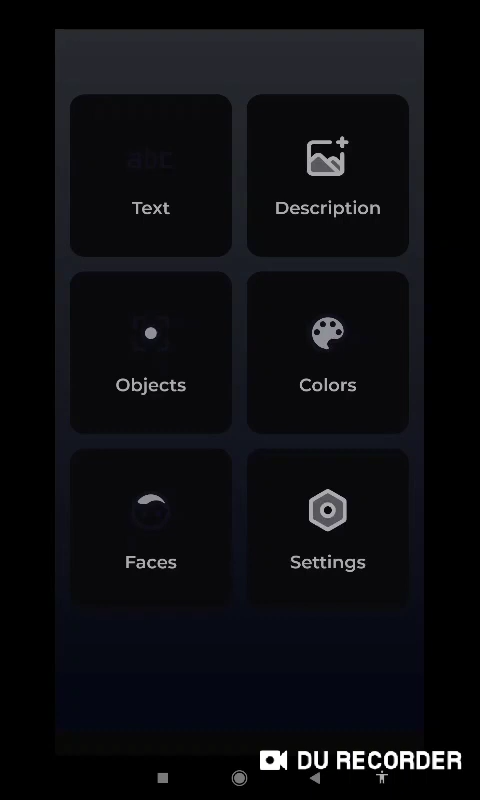 abc
Text
Description
Objects
Colors
Faces
Settings
DU RECORDER